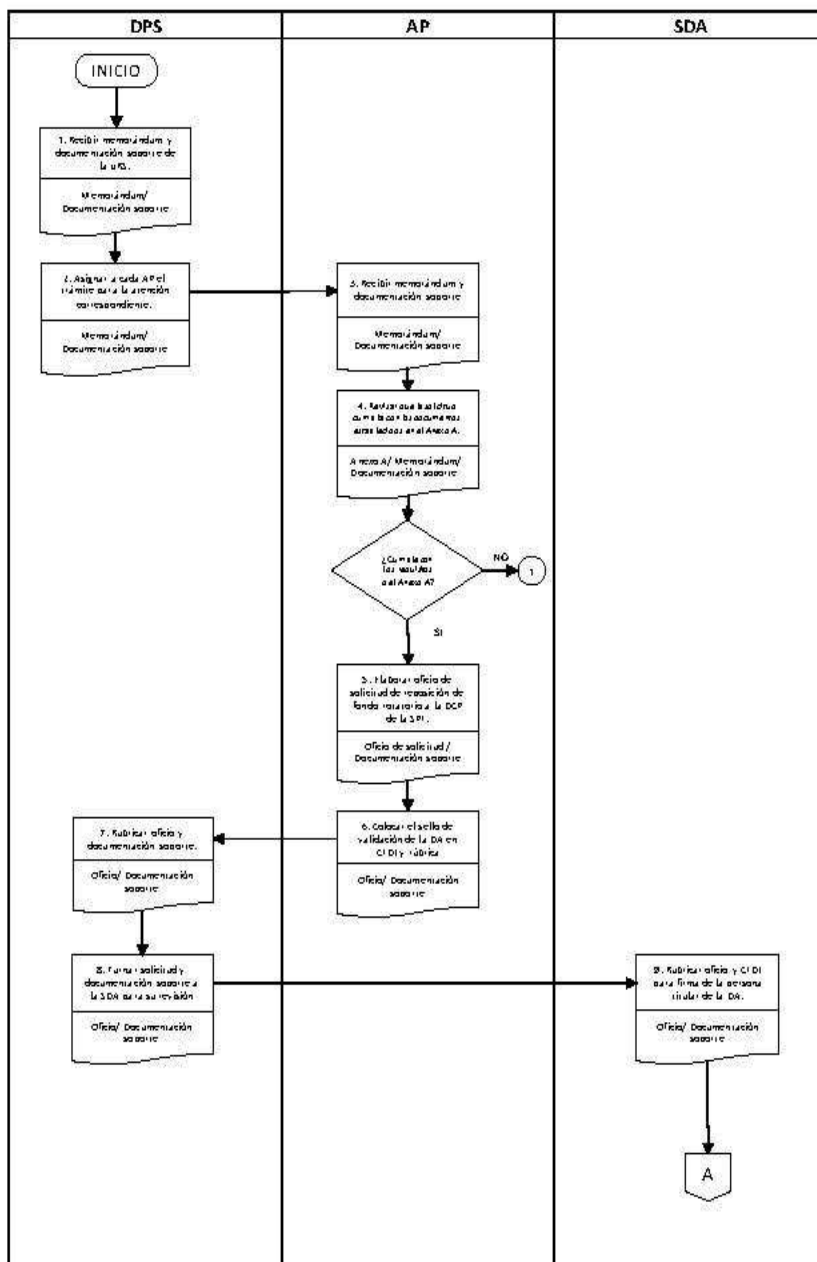 DPS
AP
SDA
INICIO
1. Recibir memorándum y
documentación soporte de
la
Memorándum/
Documentación soporte
2. Asignar a cada AP el
trámite para la atención
correspondiente.
Memorándum/
Documentación soporte
3. Recibir memorándum y
documentación soporte
Memorándum/
Documentación soporte
4. Revisar que la solicitud
cumpla con los documentos
en el Anexo A.
Anexo A/ Memorándum/
Documentación soporte
¿Cumple con
los requisitos
del Anexo A?
NO
1
SI
5. Elaborar oficio de
solicitud de reposición de
fondo rotatorio a la DCP
de la
Oficio de solicitud/
Documentación soporte
6. Colocar el sello de
validación de la DA en
CFDI y rúbrica
Oficio/ Documentación
soporte
7. Rubricar oficio y
documentación soporte.
Oficio/ Documentación
soporte
8. Turnar solicitud y
documentación soporte a
la SDA para su revisión
Oficio/ Documentación
soporte
9. Rubricar oficio y CFDI
para firma de la persona
titular de la DA.
Oficio/ Documentación
soporte
A